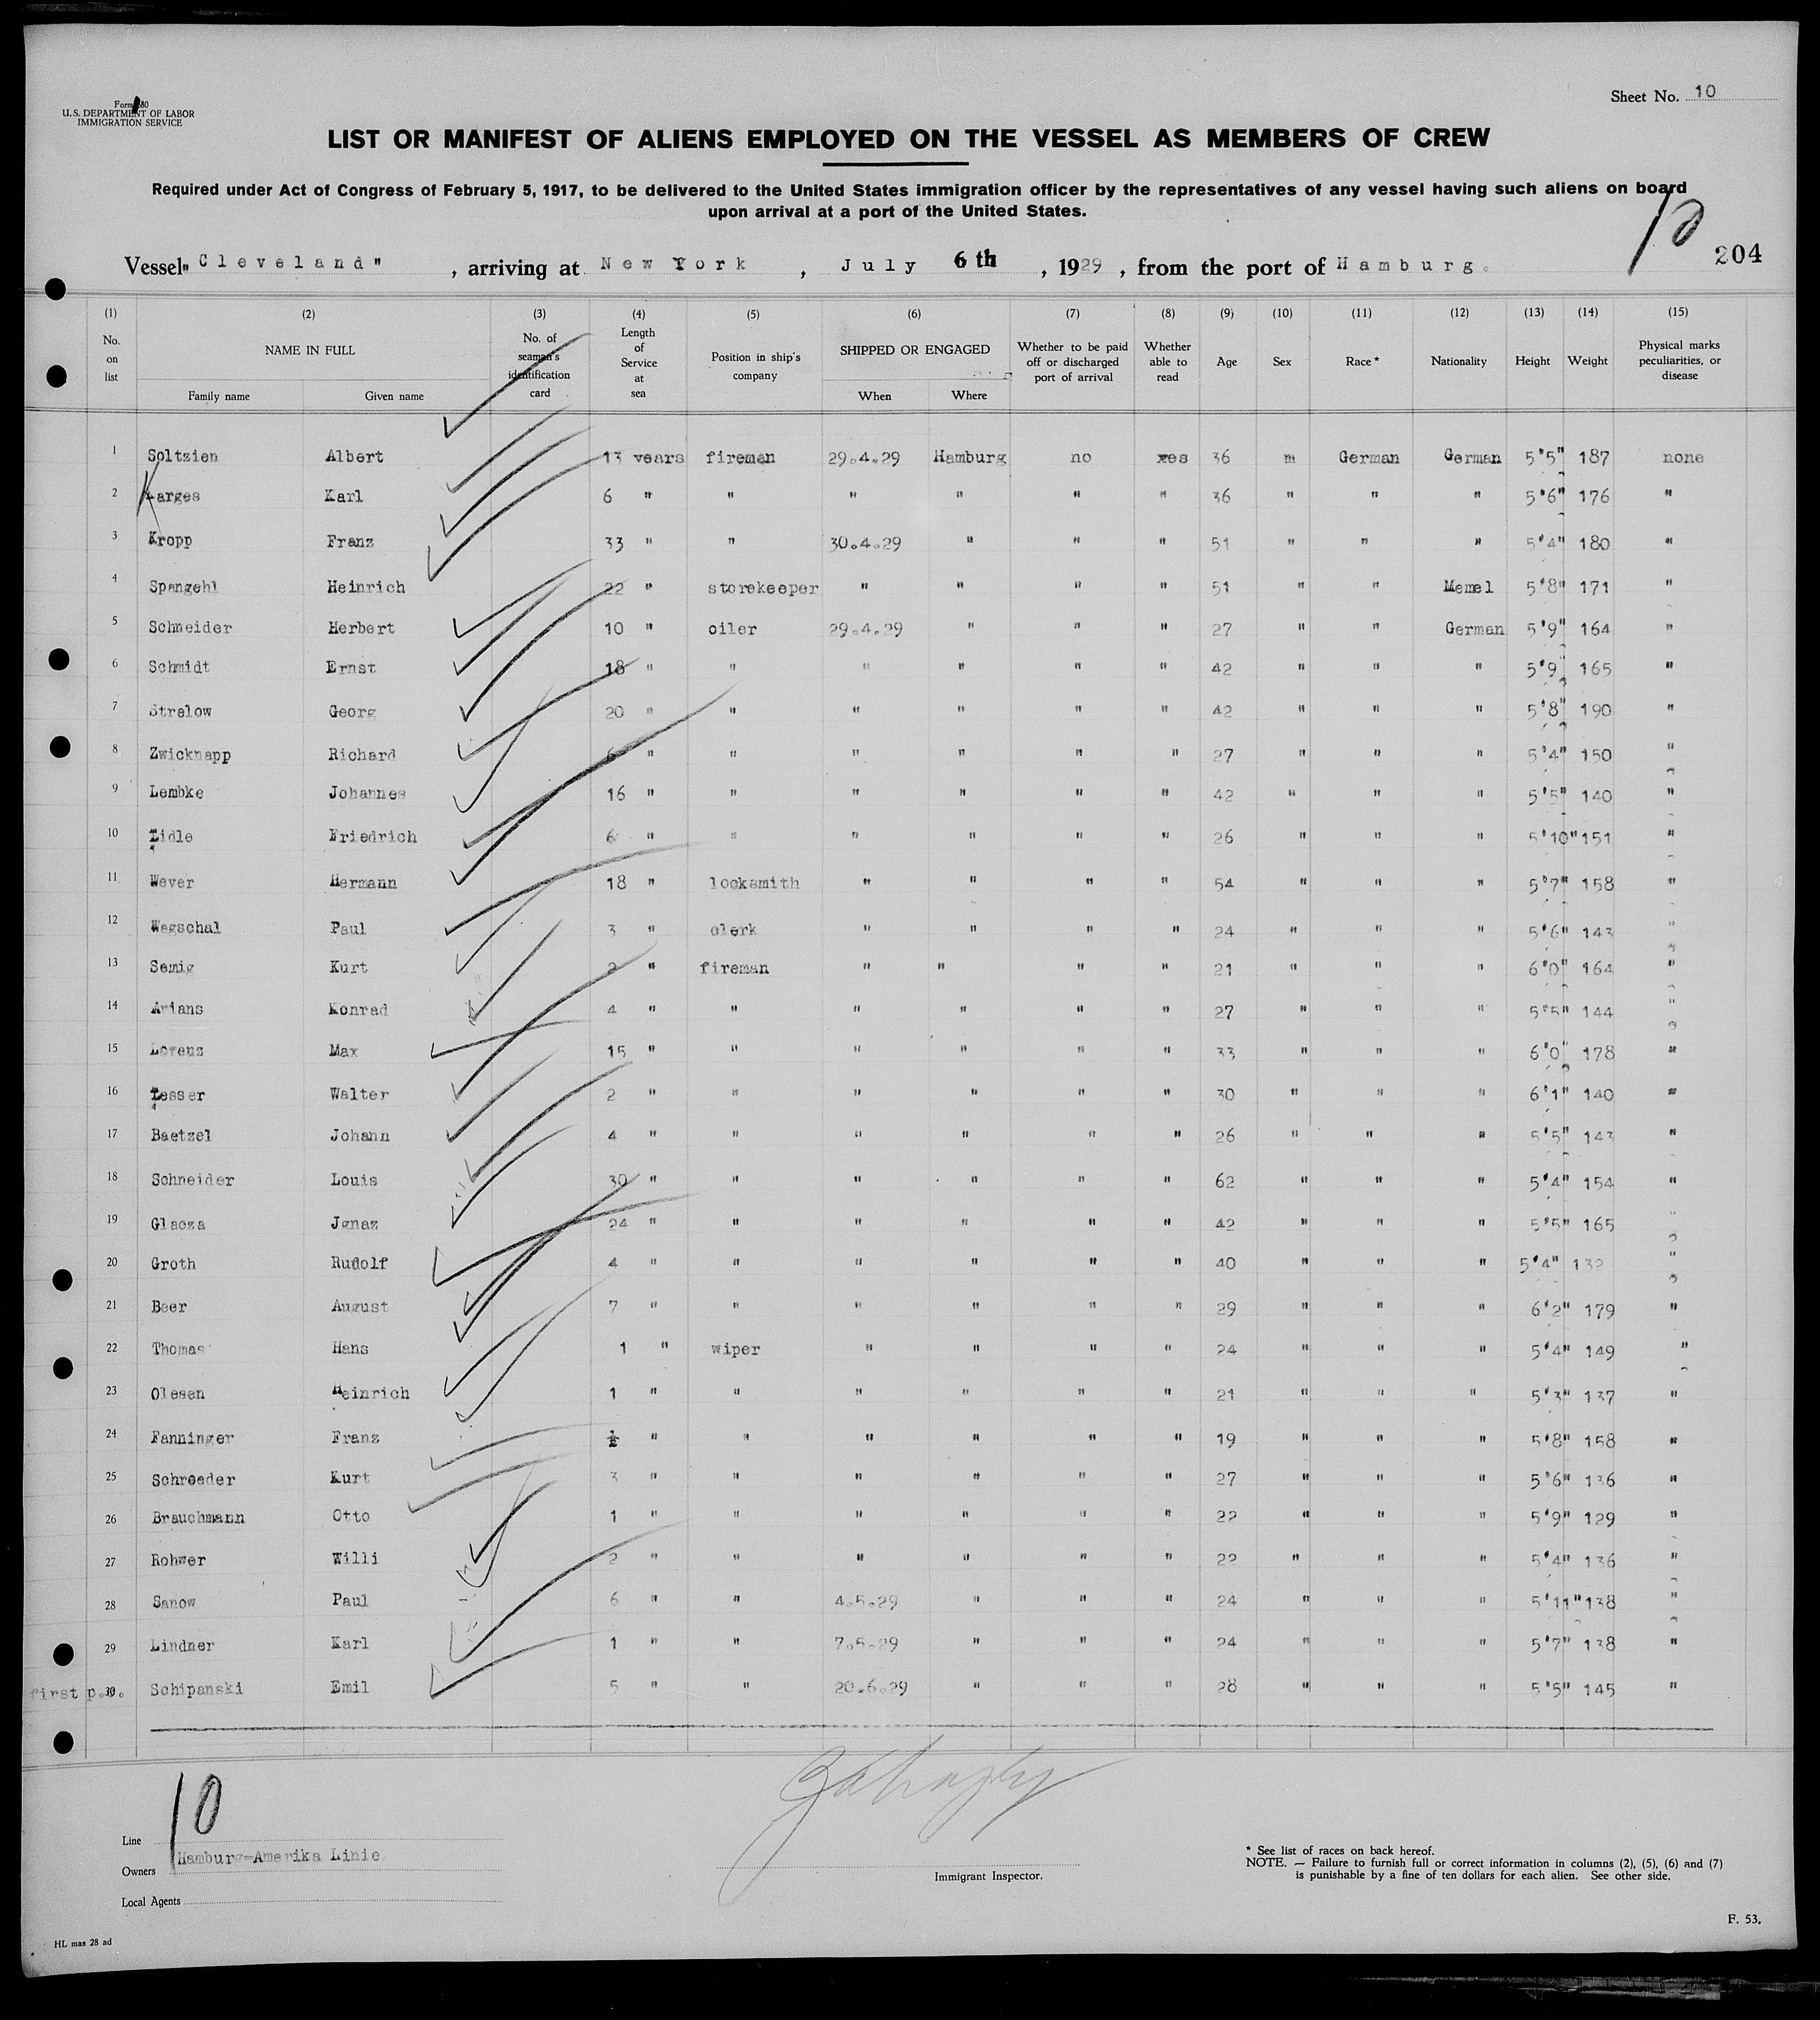 Form 680
U.S. DEPARTMENT OF LABOR
IMMIGRATION SERVICE
Sheet No. 10
LIST OR MANIFEST OF ALIENS EMPLOYED ON THE VESSEL AS MEMBERS OF CREW
Required under Act of Congress of February 5, 1917, to be delivered to the United States immigration officer by the representatives of any vessel having such aliens on board
upon arrival at a port of the United States.
10
Vessel "Cleveland", arriving at New York, July 6th, 1929, from the port of Hamburg. 204
(1) (2) (3) (4) (5) (6) (7) (8) (9) (10) (11) (12) (13) (14) (15)
No. on list NAME IN FULL No. of seaman's identification card Length of Service at sea Position in ship's company SHIPPED OR ENGAGED Whether to be paid off or discharged port of arrival Whether able to read Age Sex Race * Nationality Height Weight Physical marks peculiarities, or disease
Family name Given name When Where
1 Soltzien Albert 13 years fireman 29.4.29 Hamburg no yes 36 m German German 5'5" 187 none
2 Karges Karl 6 " " " " " " 36 " " " 5'6" 176 "
3 Kropp Franz 33 " " 30.4.29 " " " 51 " " " 5'4" 180 "
4 Spangehl Heinrich 22 " storekeeper " " " " 51 " " Memel 5'8" 171 "
5 Schneider Herbert 10 " oiler 29.4.29 " " " 27 " " German 5'9" 164 "
6 Schmidt Ernst 18 " " " " " " 42 " " " 5'9 165 "
7 Strelow Georg 20 " " " " " " 42 " " " 5'8" 190 "
8 Zwicknapp Richard 6 " " " " " " 27 " " " 5'4" 150 "
9 Lembke Johannes 16 " " " " " " 42 " " " 5'5" 140 "
10 Zidle Friedrich 6 " " " " " " 26 " " " 5'10" 151 "
11 Wever Hermann 18 " locksmith " " " " 54 " " " 5'7" 158 "
12 Wagschal Paul 3 " clerk " " " " 24 " " " 5'6" 143 "
13 Semig Kurt 2 " fireman " " " " 21 " " " 6'0" 164 "
14 Arians Konrad 4 " " " " " " 27 " " " 5'5" 144 "
15 Lorenz Max 15 " " " " " " 33 " " " 6'0" 178 "
16 Lesser Walter 2 " " " " " " 30 " " " 6'1" 140 "
17 Baetzel Johann 4 " " " " " " 26 " " " 5'5" 143 "
18 Schneider Louis 30 " " " " " " 62 " " " 5'4" 154 "
19 Glacza Jgnaz 24 " " " " " " 42 " " " 5'5" 165 "
20 Groth Rudolf 4 " " " " " " 40 " " " 5'4" 132 "
21 Beer August 7 " " " " " " 29 " " " 6'2" 179 "
22 Thomas Hans 1 " wiper " " " " 24 " " " 5'4" 149 "
23 Olesen Heinrich 1 " " " " " " 21 " " " 5'3" 137 "
24 Fanninger Franz ½ " " " " " " 19 " " " 5'8" 158 "
25 Schroeder Kurt 3 " " " " " " 27 " " " 5'6" 136 "
26 Brauchmann Otto 1 " " " " " " 22 " " " 5'9" 129 "
27 Rohwer Willi 2 " " " " " " 22 " " " 5'4" 136 "
28 Sanow Paul 6 " " 4.5.29 " " " 24 " " " 5'11" 138 "
29 Lindner Karl 1 " " 7.5.29 " " " 24 " " " 5'7" 138 "
first p. 30 Schipanski Emil 5 " " 20.6.29 " " " 28 " " " 5'5" 145 "
10
Line
Owners Hamburg-Amerika Linie
Local Agents
Immigrant Inspector.
* See list of races on back hereof.
NOTE. — Failure to furnish full or correct information in columns (2), (5), (6) and (7)
is punishable by a fine of ten dollars for each alien. See other side.
F. 53.
HL mas 28 ad